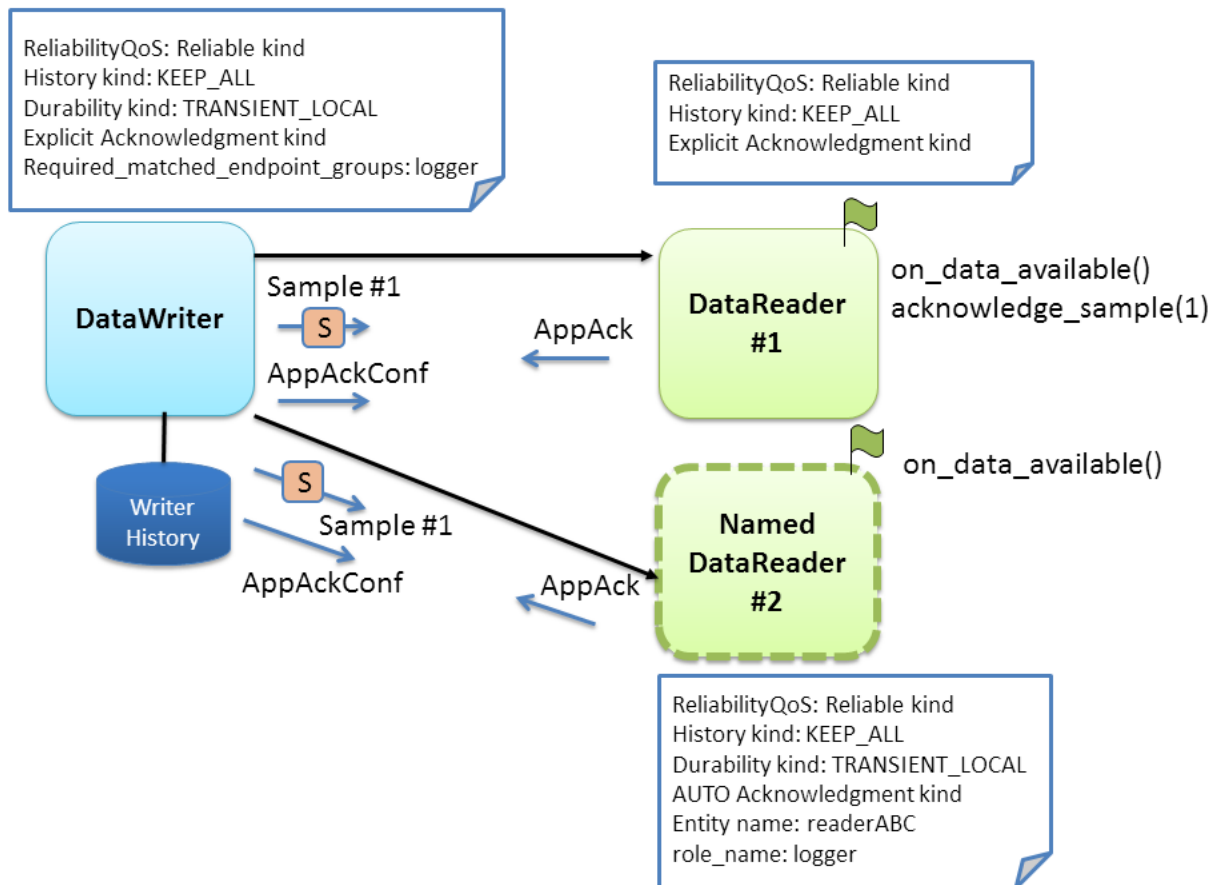 ReliabilityQoS: Reliable kind
History kind: KEEP_ALL
Durability kind: TRANSIENT_LOCAL
Explicit Acknowledgment kind
Required_matched_endpoint_groups: logger
ReliabilityQoS: Reliable kind
History kind: KEEP_ALL
Explicit Acknowledgment kind
DataWriter
Sample #1
S
AppAckConf
AppAck
DataReader
#1
on_data_available()
acknowledge_sample(1)
Writer
History
S
Sample #1
AppAckConf
AppAck
Named
DataReader
#2
on_data_available()
ReliabilityQoS: Reliable kind
History kind: KEEP_ALL
Durability kind: TRANSIENT_LOCAL
AUTO Acknowledgment kind
Entity name: readerABC
role_name: logger